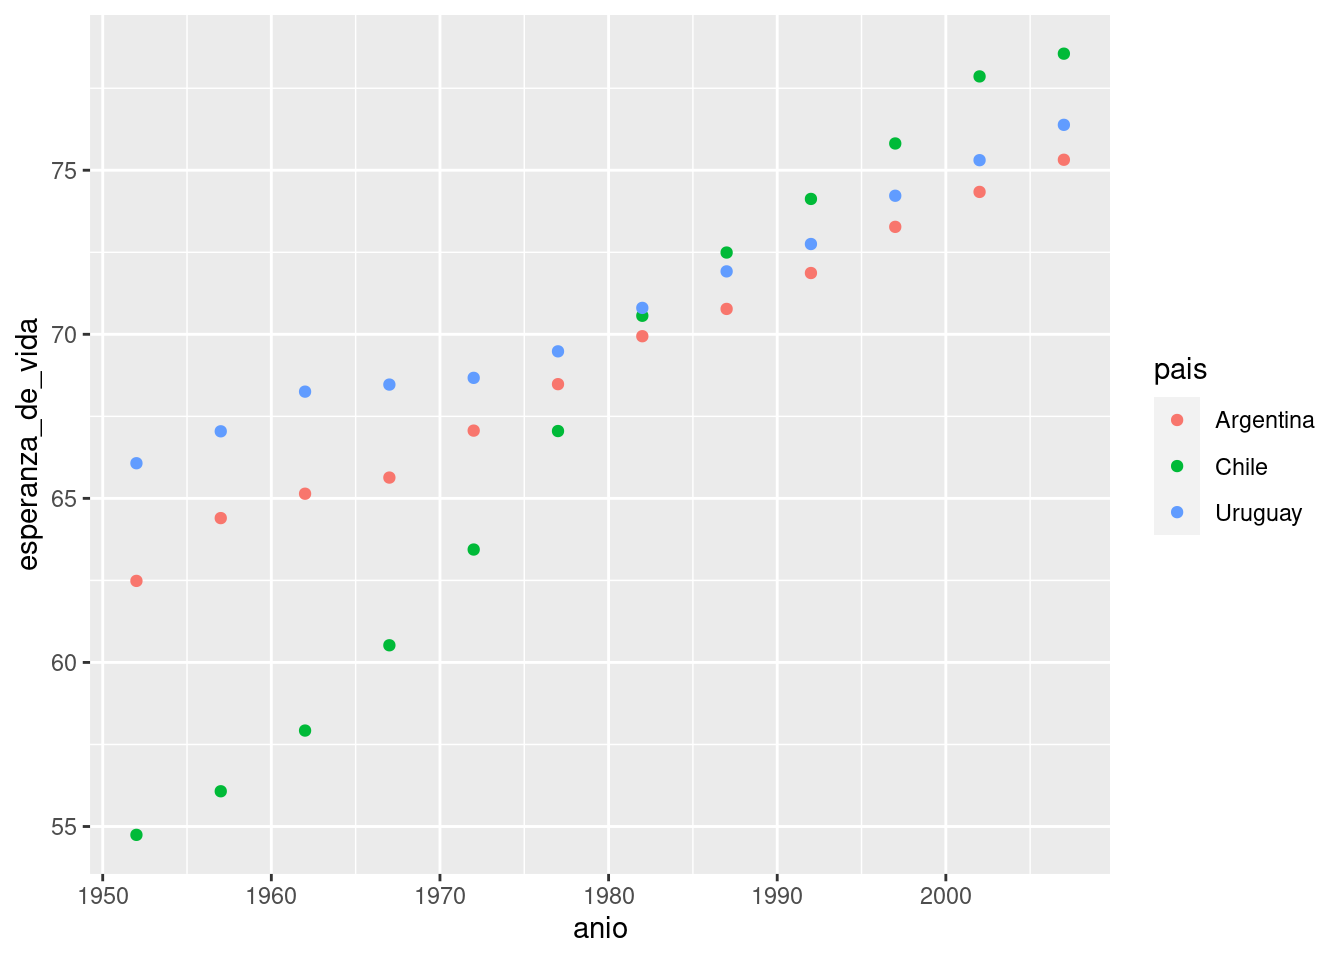 75
70
65
60
55
esperanza_de_vida
1950 1960 1970 1980 1990 2000
anio
pais
Argentina
Chile
Uruguay